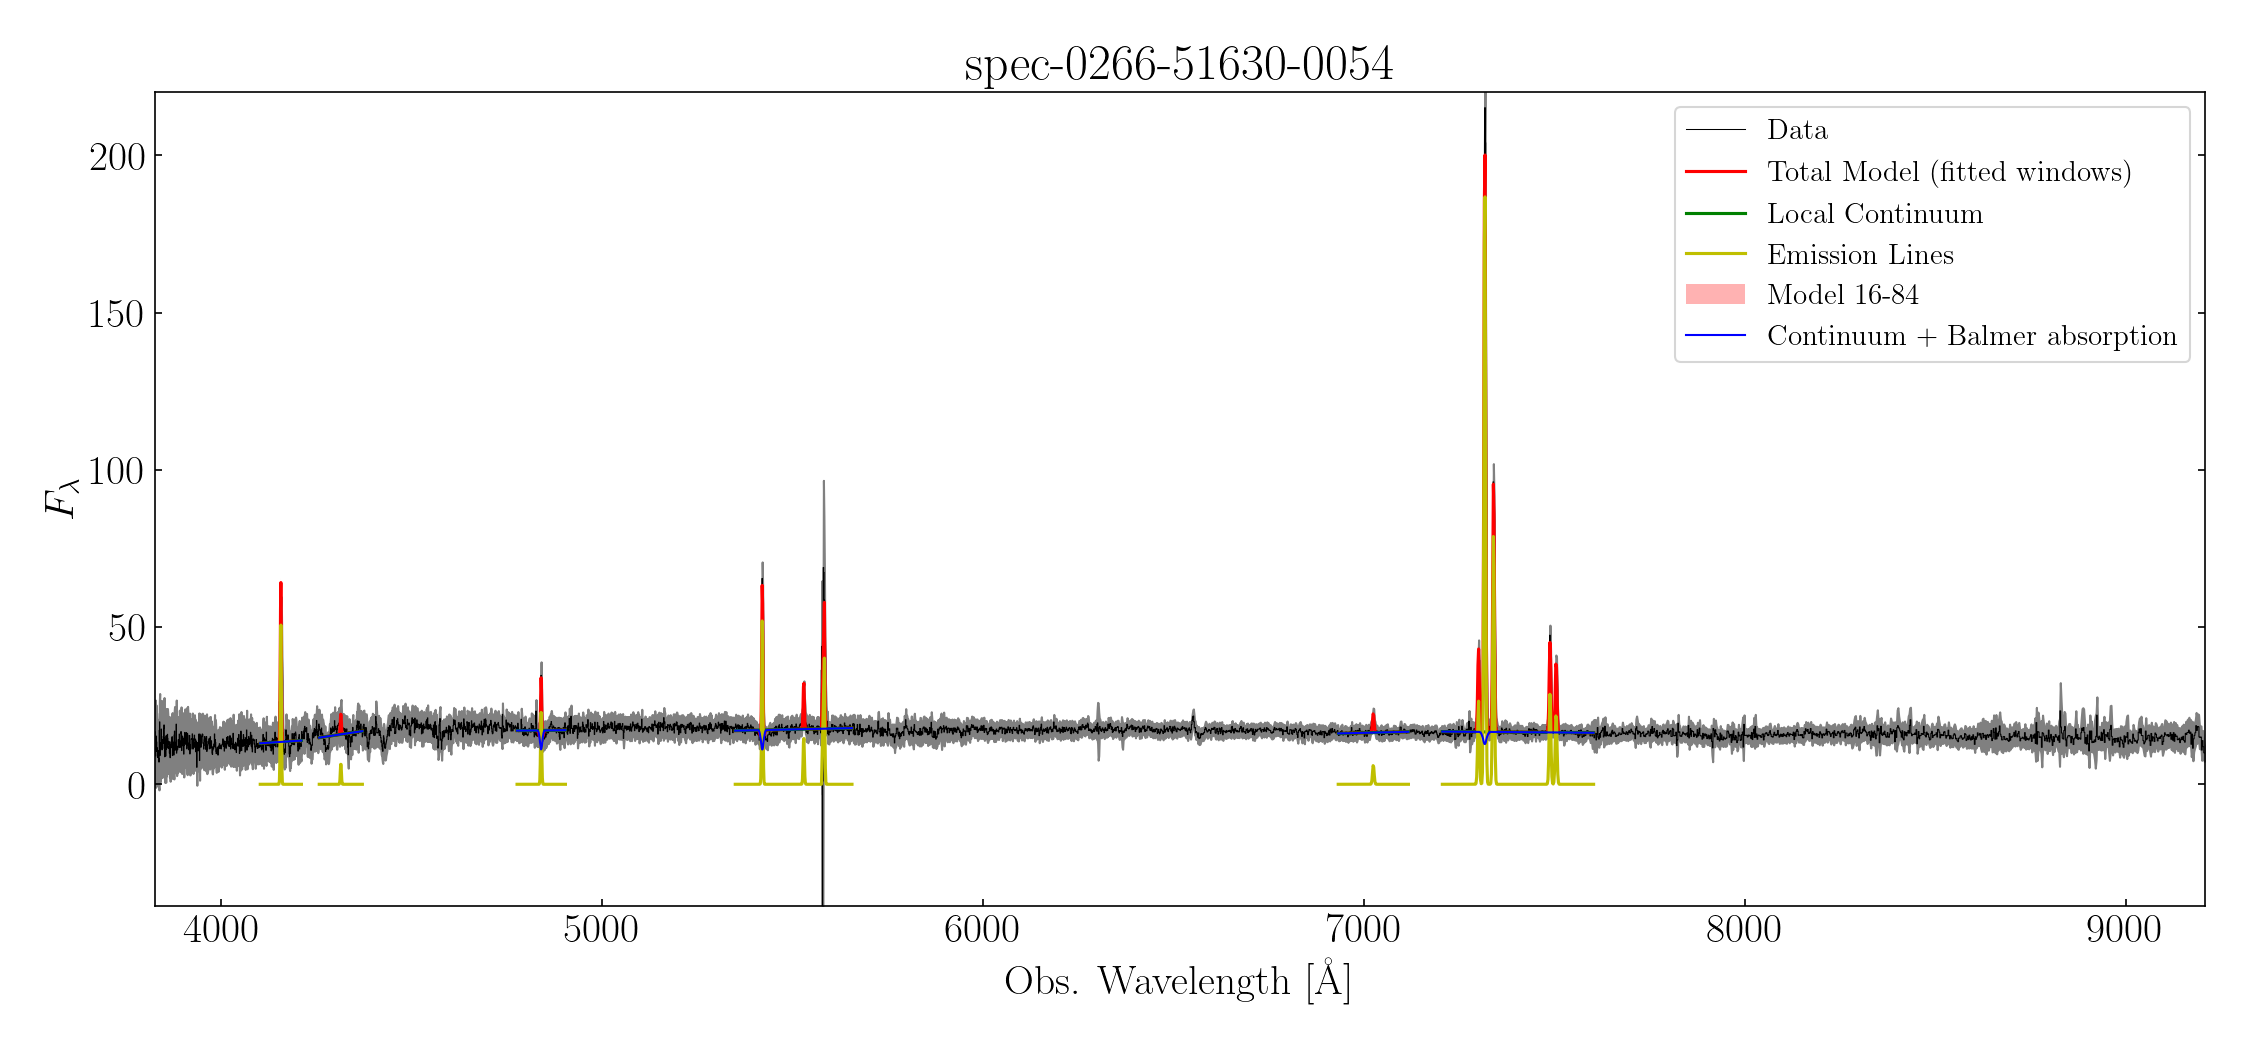 spec-0266-51630-0054
Data
Total Model (fitted windows)
Local Continuum
Emission Lines
Model 16-84
Continuum + Balmer absorption
200
150
100
50
0
F_λ
4000 5000 6000 7000 8000 9000
Obs. Wavelength [Å]